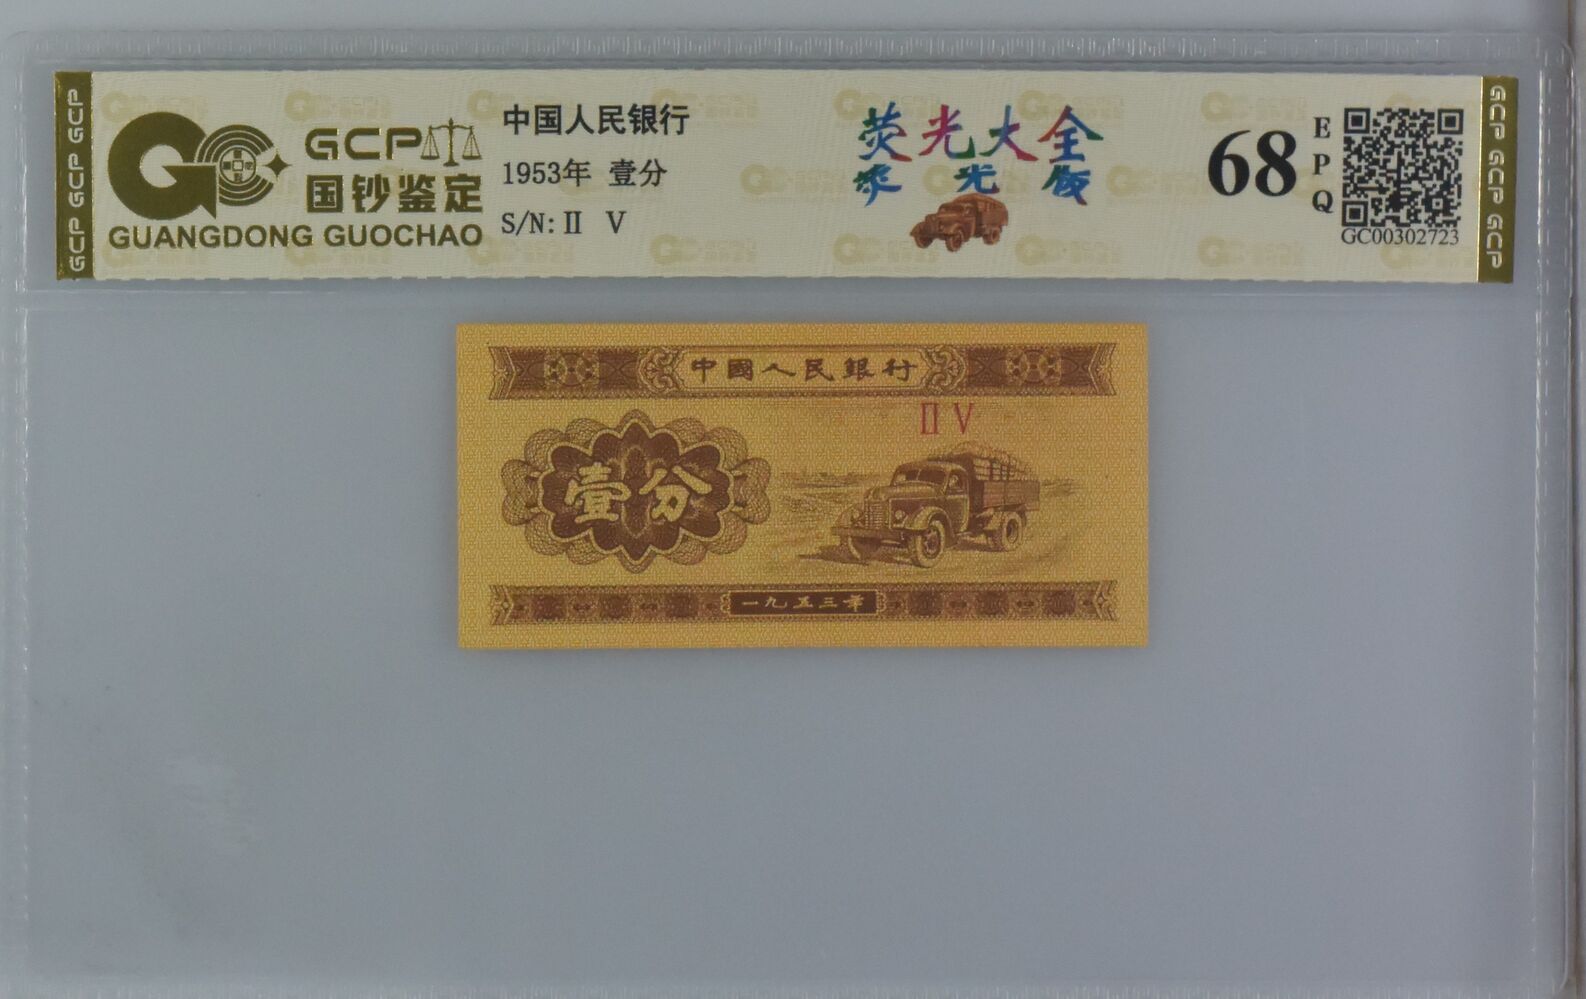 GCP GCP GCP
GCP
国钞鉴定
GUANGDONG GUOCHAO
中国人民银行
1953年 壹分
S/N: Ⅱ Ⅴ
荧光大全
荧光版
68
EPQ
GC00302723
GCP GCP GCP
中國人民銀行
Ⅱ Ⅴ
壹分
一九五三年